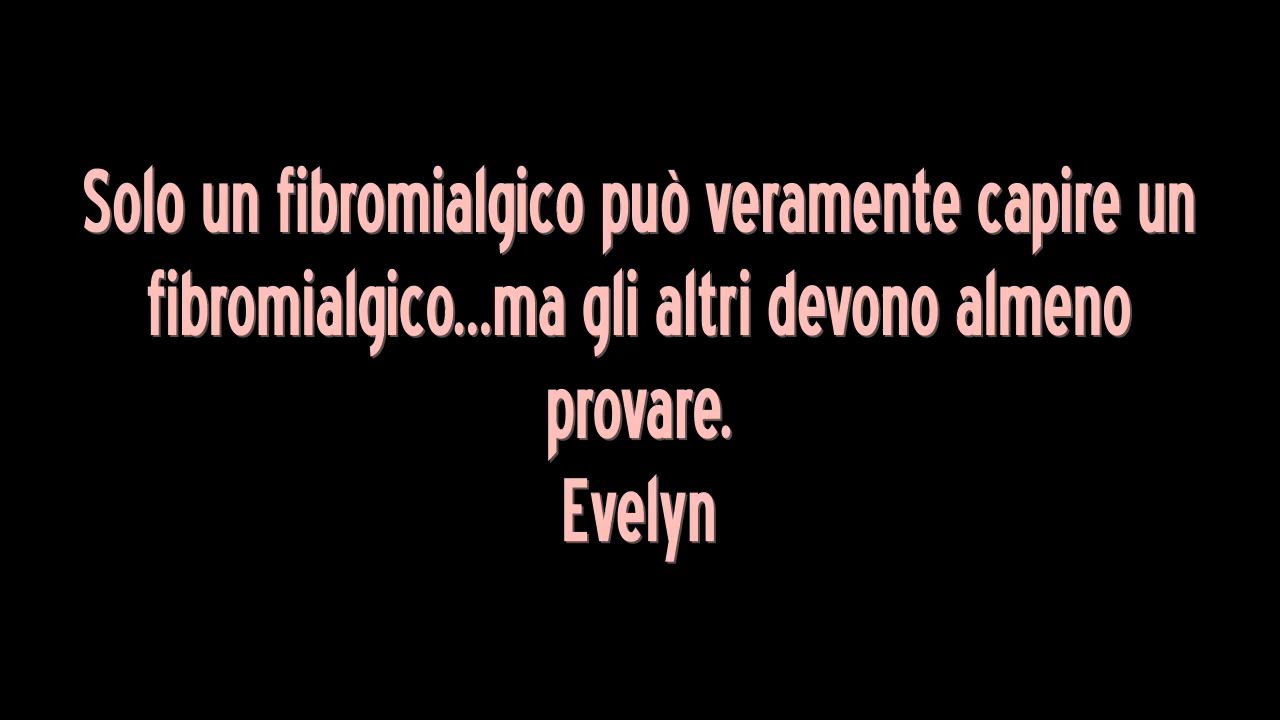 Solo un fibromialgico può veramente capire un
fibromialgico...ma gli altri devono almeno
provare.
Evelyn